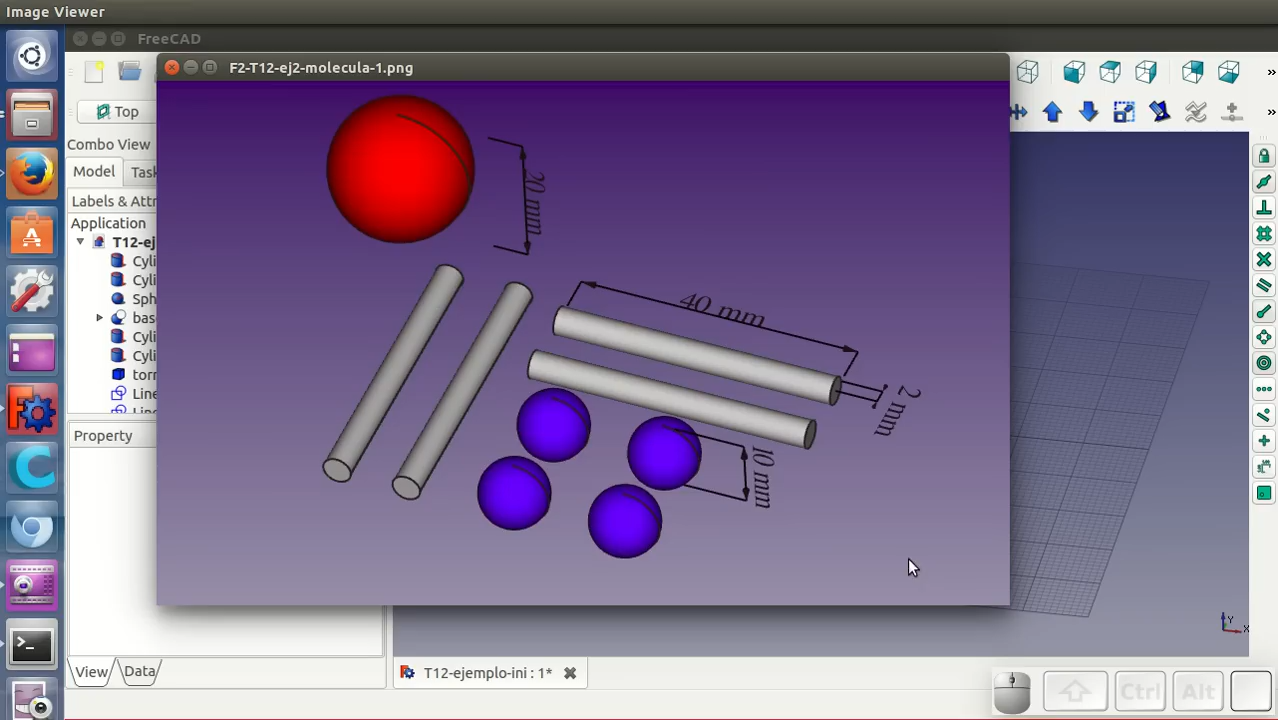 Image Viewer
FreeCAD
F2-T12-ej2-molecula-1.png
Top
Combo View
Model
Task
Labels & Attr
Application
T12-ej
Cyli
Cyli
Sph
base
Cyli
Cyli
torn
Line
Property
View
Data
T12-ejemplo-ini : 1*
20 mm
40 mm
2 mm
10 mm
Ctrl
Alt